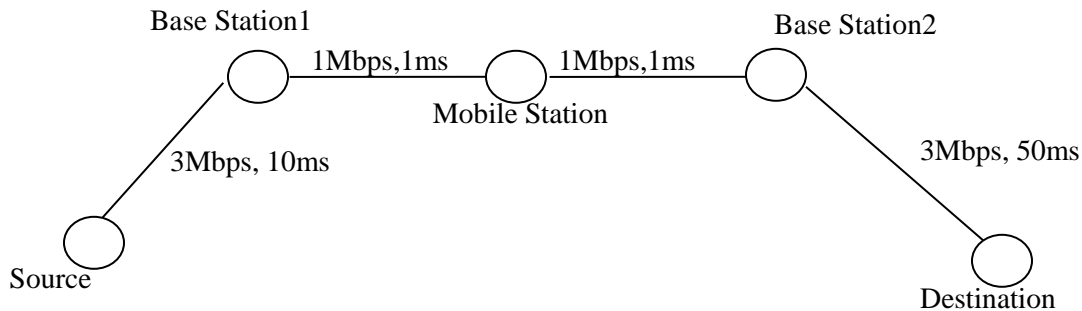 Base Station1
Base Station2
1Mbps,1ms
1Mbps,1ms
Mobile Station
3Mbps, 10ms
3Mbps, 50ms
Source
Destination